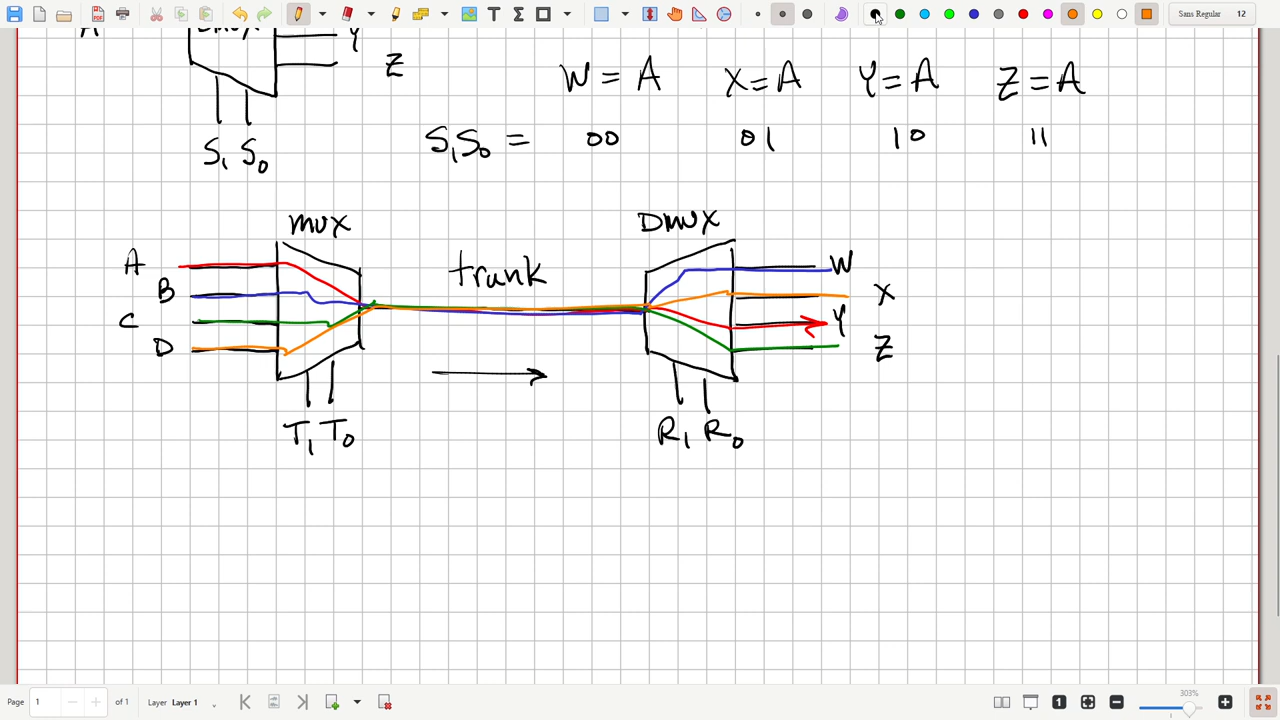 Sans Regular 12
Y
Z
W = A X = A Y = A Z = A
S₁ S₀
S₁S₀ = 00 01 10 11
MUX DMUX
A trunk W
B X
C Y
D Z
T₁ T₀ R₁ R₀
Page 1 of 1 Layer Layer 1 303%